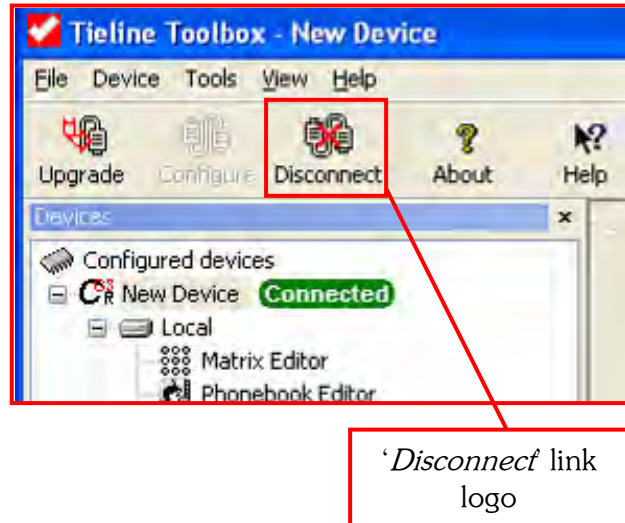 Tieline Toolbox - New Device
File Device Tools View Help
Upgrade Configure Disconnect About Help
Devices
Configured devices
New Device Connected
Local
Matrix Editor
Phonebook Editor
‘Disconnect’ link
logo